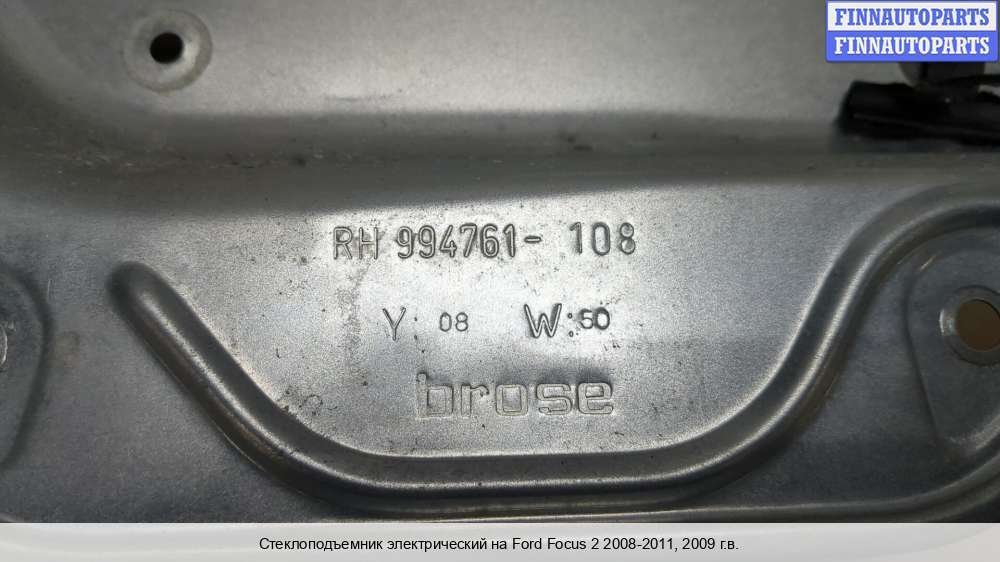 FINNAUTOPARTS
FINNAUTOPARTS
RH 994761- 108
Y: 08 W:50
brose
Стеклоподъемник электрический на Ford Focus 2 2008-2011, 2009 г.в.